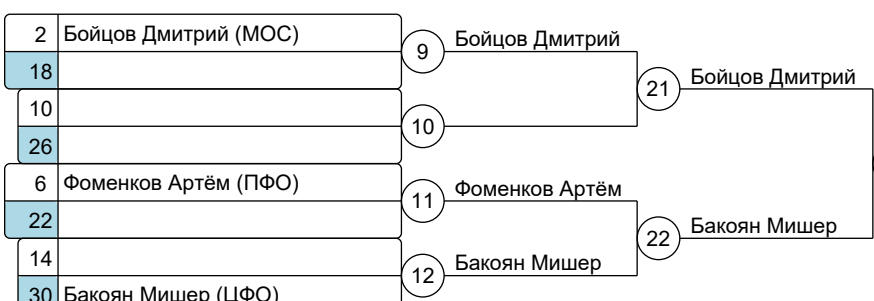 2 Бойцов Дмитрий (МОС)
9 Бойцов Дмитрий
18
21 Бойцов Дмитрий
10
10
26
6 Фоменков Артём (ПФО)
11 Фоменков Артём
22
22 Бакоян Мишер
14
12 Бакоян Мишер
30 Бакоян Мишер (ЦФО)